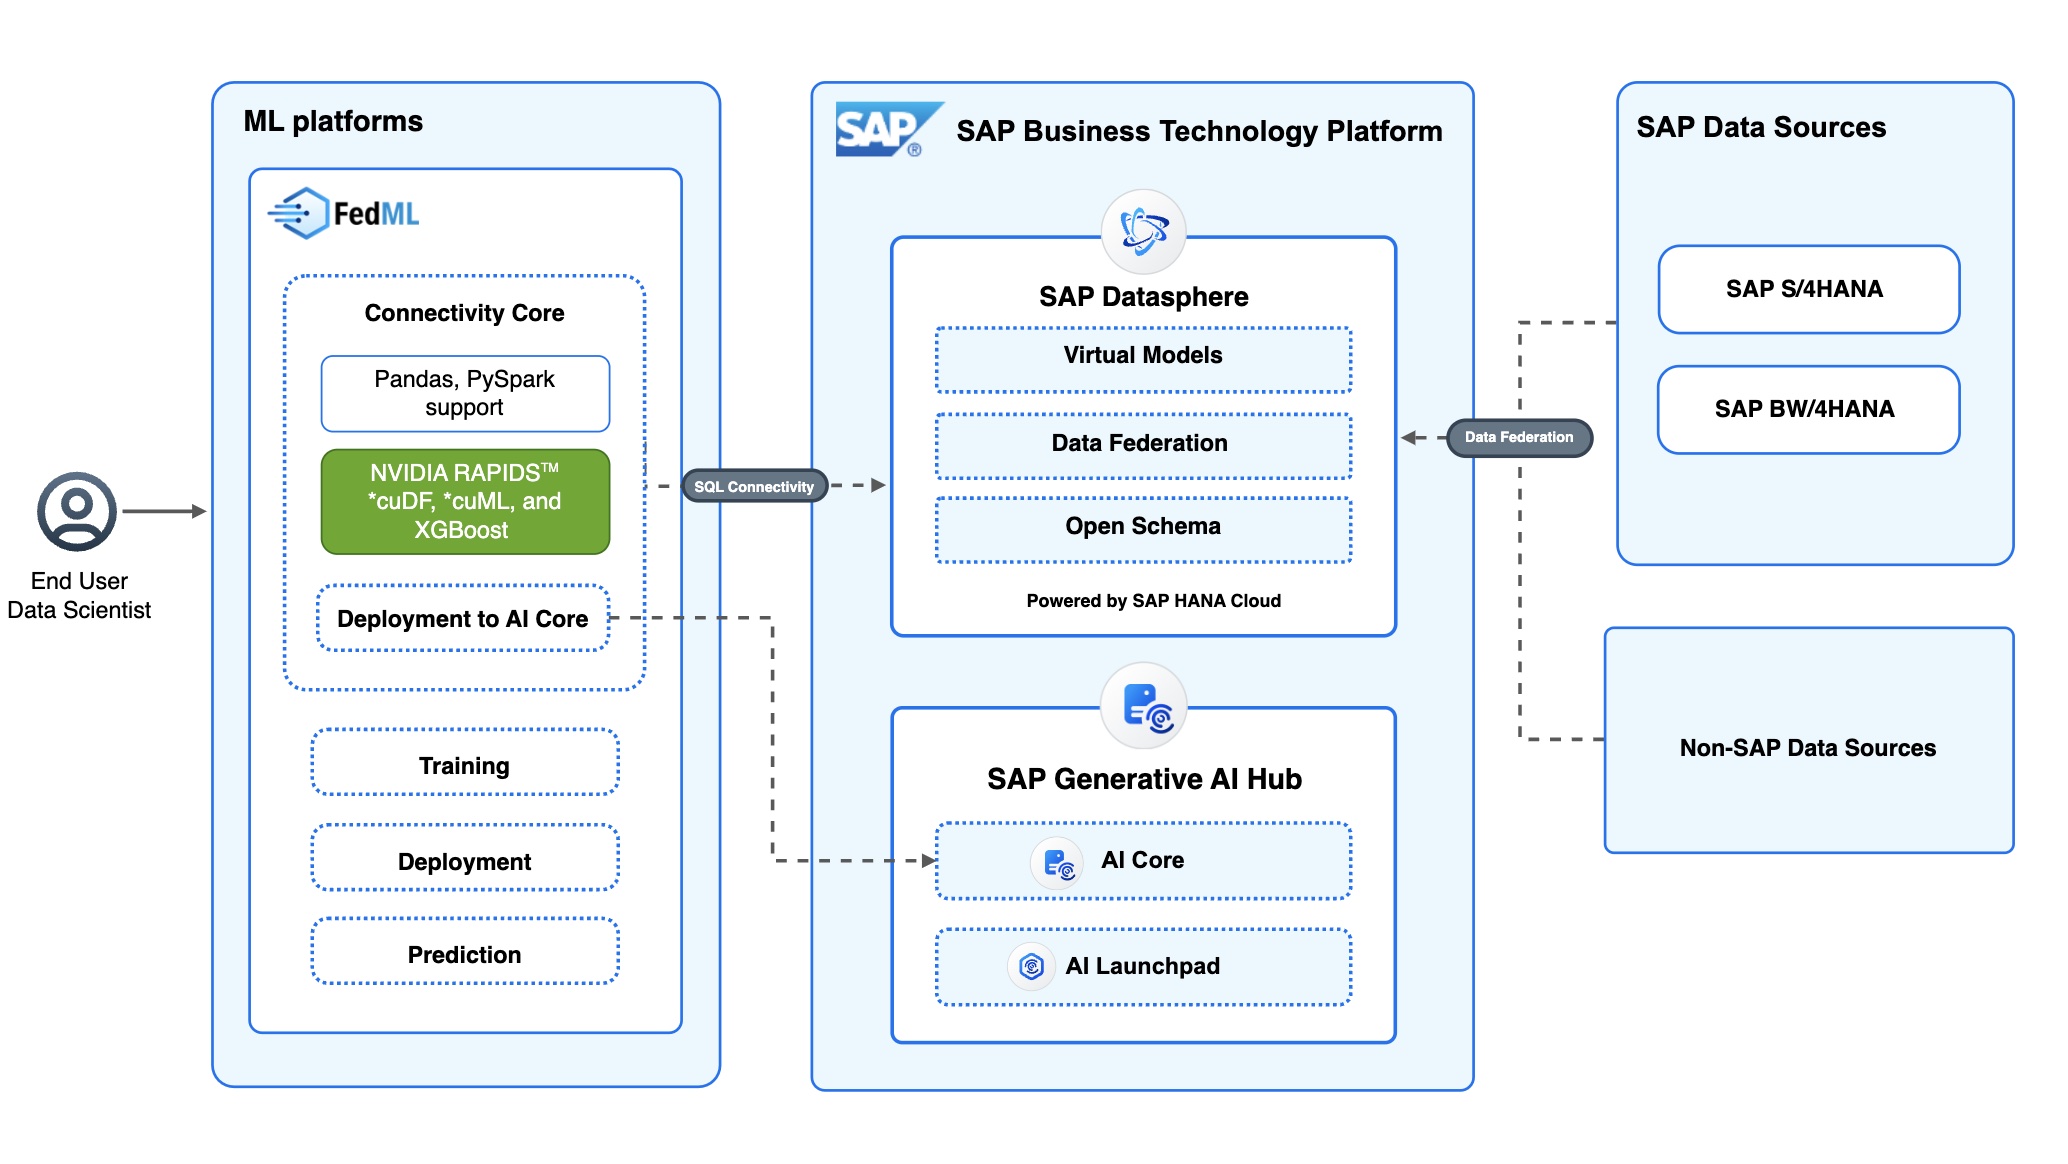 End User
Data Scientist
ML platforms
FedML
Connectivity Core
Pandas, PySpark
support
NVIDIA RAPIDS™
*cuDF, *cuML, and
XGBoost
Deployment to AI Core
Training
Deployment
Prediction
SQL Connectivity
SAP®
SAP Business Technology Platform
SAP Datasphere
Virtual Models
Data Federation
Open Schema
Powered by SAP HANA Cloud
SAP Generative AI Hub
AI Core
AI Launchpad
Data Federation
SAP Data Sources
SAP S/4HANA
SAP BW/4HANA
Non-SAP Data Sources